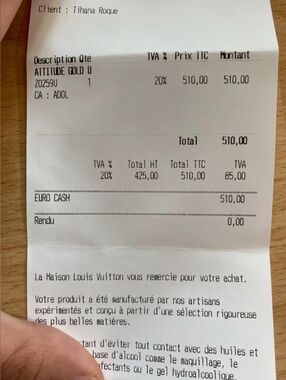 Client : Tihana Roque
Description Qté TVA % Prix TTC Montant
ATTITUDE GOLD U
Z0259U 1 20% 510,00 510,00
CA : ADOL
Total 510,00
TVA % Total HT Total TTC TVA
20% 425,00 510,00 85,00
EURO CASH 510,00
Rendu 0,00
La Maison Louis Vuitton vous remercie pour votre achat.
Votre produit a été manufacturé par nos artisans
expérimentés et conçu à partir d'une sélection rigoureuse
des plus belles matières.
tant d'éviter tout contact avec des huiles et
base d'alcool comme le maquillage, le
fectants ou le gel hydroalcoolique